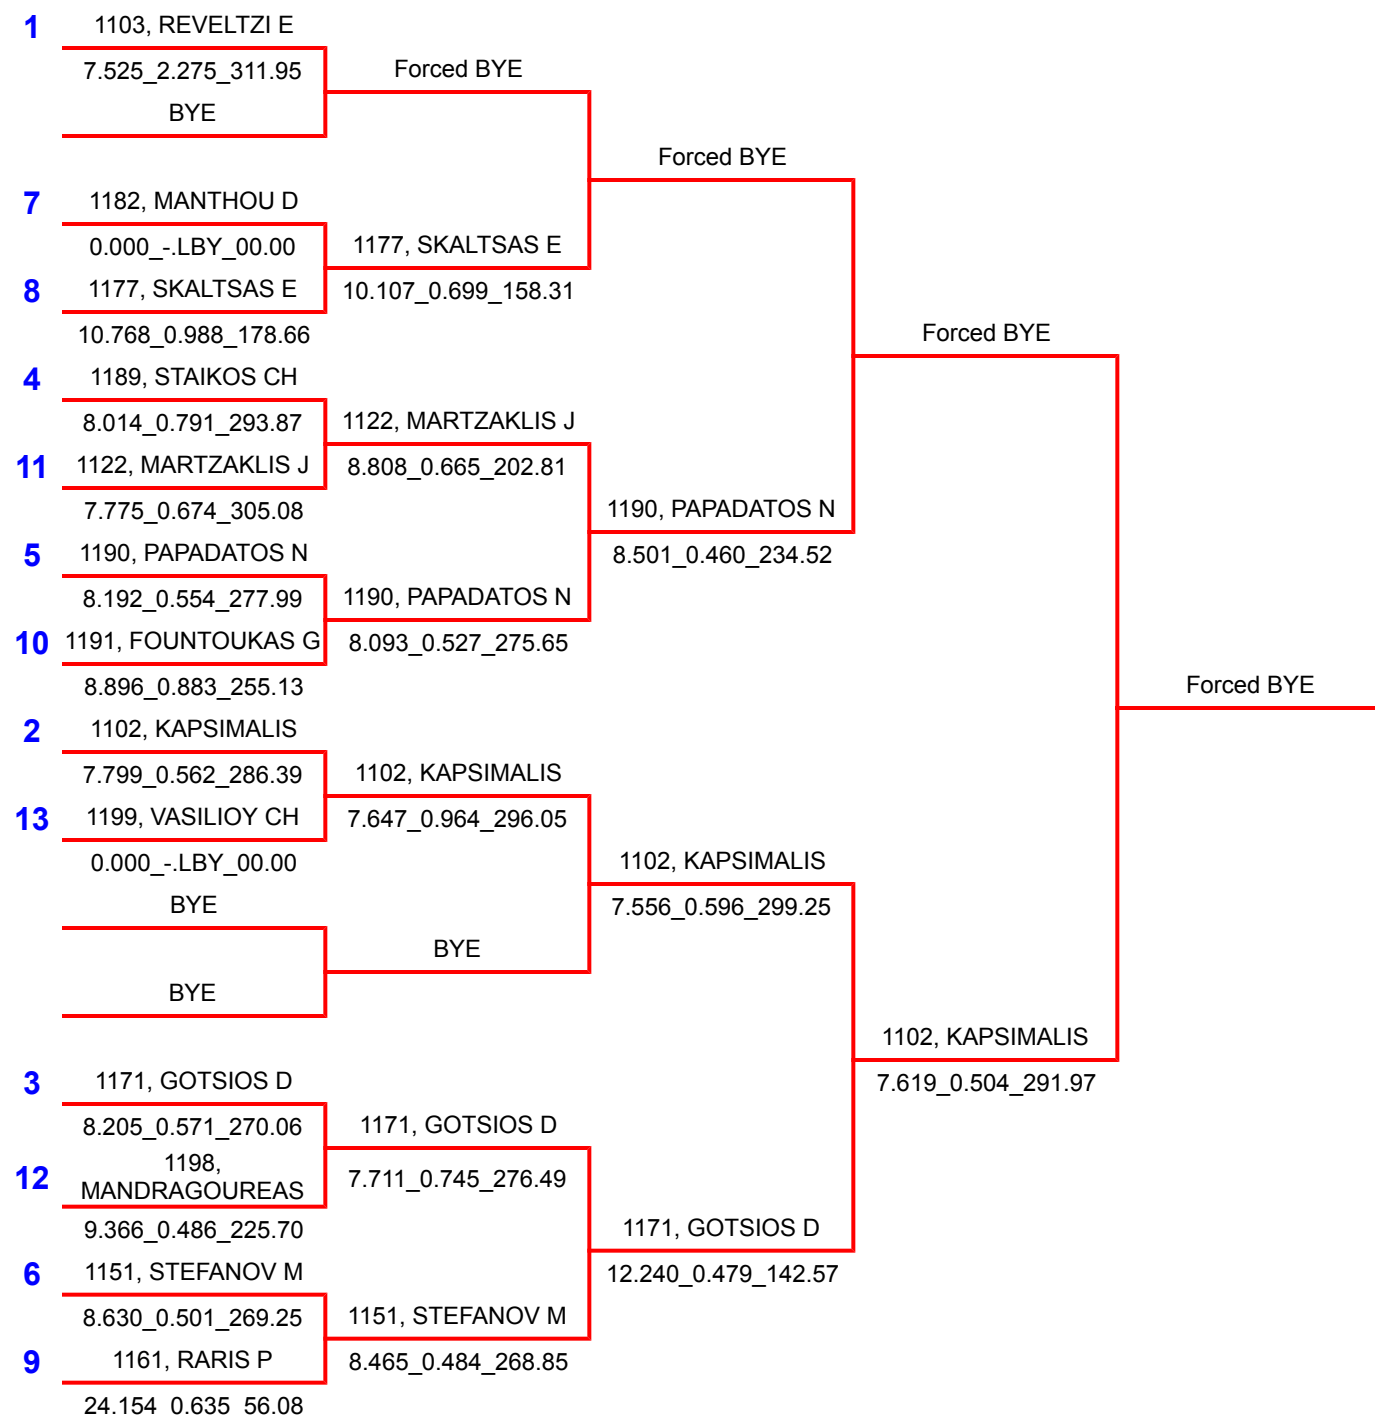 1
1103, REVELTZI E
7.525_2.275_311.95
BYE
7
1182, MANTHOU D
0.000_-.LBY_00.00
8
1177, SKALTSAS E
10.768_0.988_178.66
4
1189, STAIKOS CH
8.014_0.791_293.87
11
1122, MARTZAKLIS J
7.775_0.674_305.08
5
1190, PAPADATOS N
8.192_0.554_277.99
10
1191, FOUNTOUKAS G
8.896_0.883_255.13
2
1102, KAPSIMALIS
7.799_0.562_286.39
13
1199, VASILIOY CH
0.000_-.LBY_00.00
BYE
BYE
3
1171, GOTSIOS D
8.205_0.571_270.06
12
1198,
MANDRAGOUREAS
9.366_0.486_225.70
6
1151, STEFANOV M
8.630_0.501_269.25
9
1161, RARIS P
24.154_0.635_56.08
Forced BYE
1177, SKALTSAS E
10.107_0.699_158.31
1122, MARTZAKLIS J
8.808_0.665_202.81
1190, PAPADATOS N
8.093_0.527_275.65
1102, KAPSIMALIS
7.647_0.964_296.05
BYE
1171, GOTSIOS D
7.711_0.745_276.49
1151, STEFANOV M
8.465_0.484_268.85
Forced BYE
1190, PAPADATOS N
8.501_0.460_234.52
1102, KAPSIMALIS
7.556_0.596_299.25
1171, GOTSIOS D
12.240_0.479_142.57
Forced BYE
1102, KAPSIMALIS
7.619_0.504_291.97
Forced BYE